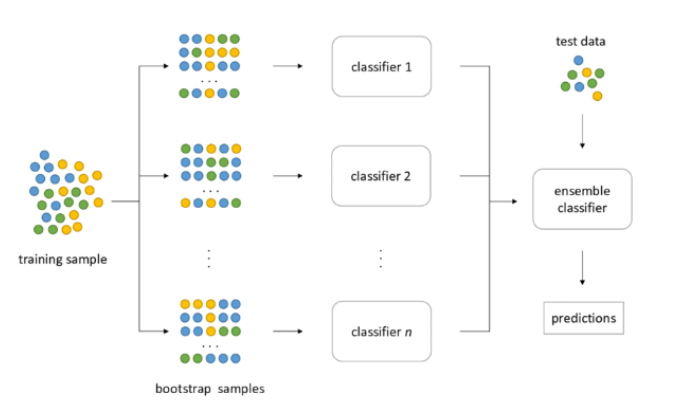 test data
classifier 1
. . .
classifier 2
ensemble
classifier
. . .
training sample
classifier n
predictions
. . .
bootstrap samples